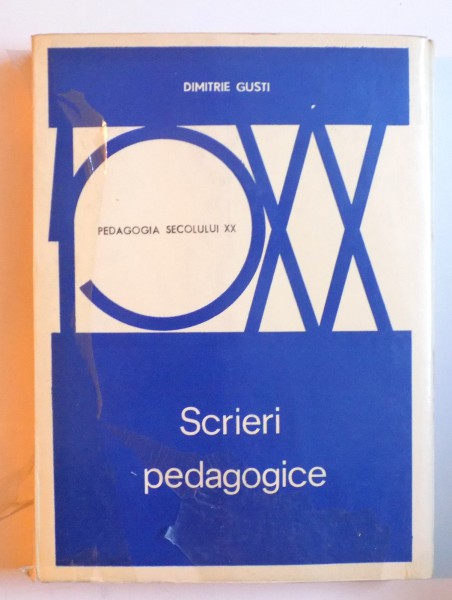 DIMITRIE GUSTI
PEDAGOGIA SECOLULUI XX
XX
Scrieri
pedagogice